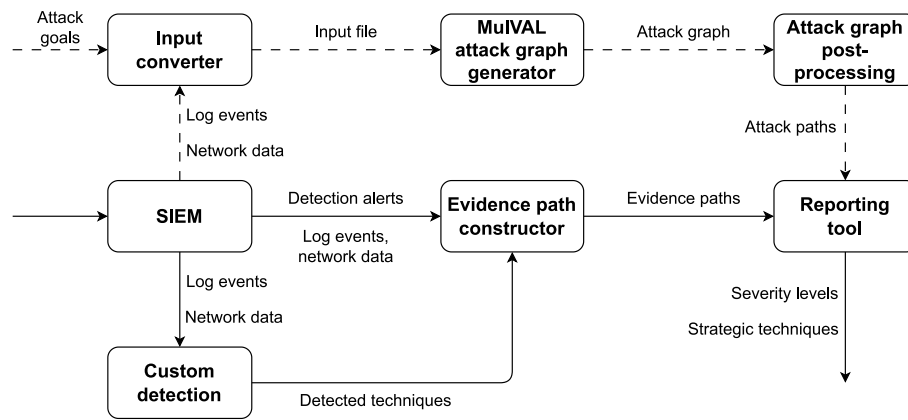 Attack
goals
Input
converter
Input file
MulVAL
attack graph
generator
Attack graph
Attack graph
post-
processing
Log events
Network data
Attack paths
SIEM
Detection alerts
Log events,
network data
Evidence path
constructor
Evidence paths
Reporting
tool
Log events
Network data
Severity levels
Strategic techniques
Custom
detection
Detected techniques